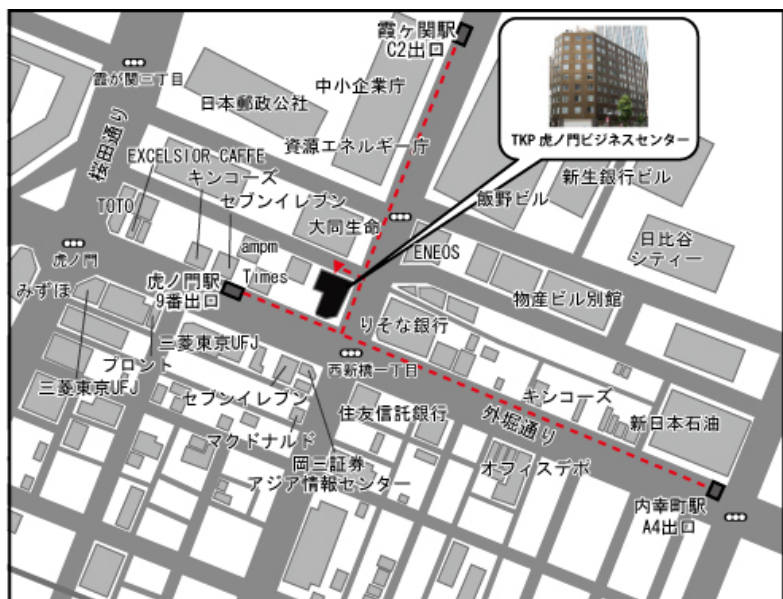 霞ヶ関駅
C2出口
霞が関三丁目
中小企業庁
日本郵政公社
TKP 虎ノ門ビジネスセンター
桜田通り
資源エネルギー庁
EXCELSIOR CAFFE
キンコーズ
セブンイレブン
新生銀行ビル
飯野ビル
TOTO
大同生命
日比谷
シティー
虎ノ門
ampm
ENEOS
みずほ
虎ノ門駅
9番出口
Times
物産ビル別館
りそな銀行
プロント
三菱東京UFJ
三菱東京UFJ
西新橋一丁目
セブンイレブン
キンコーズ
マクドナルド
住友信託銀行
外堀通り
新日本石油
岡三証券
アジア情報センター
オフィスデポ
内幸町駅
A4出口